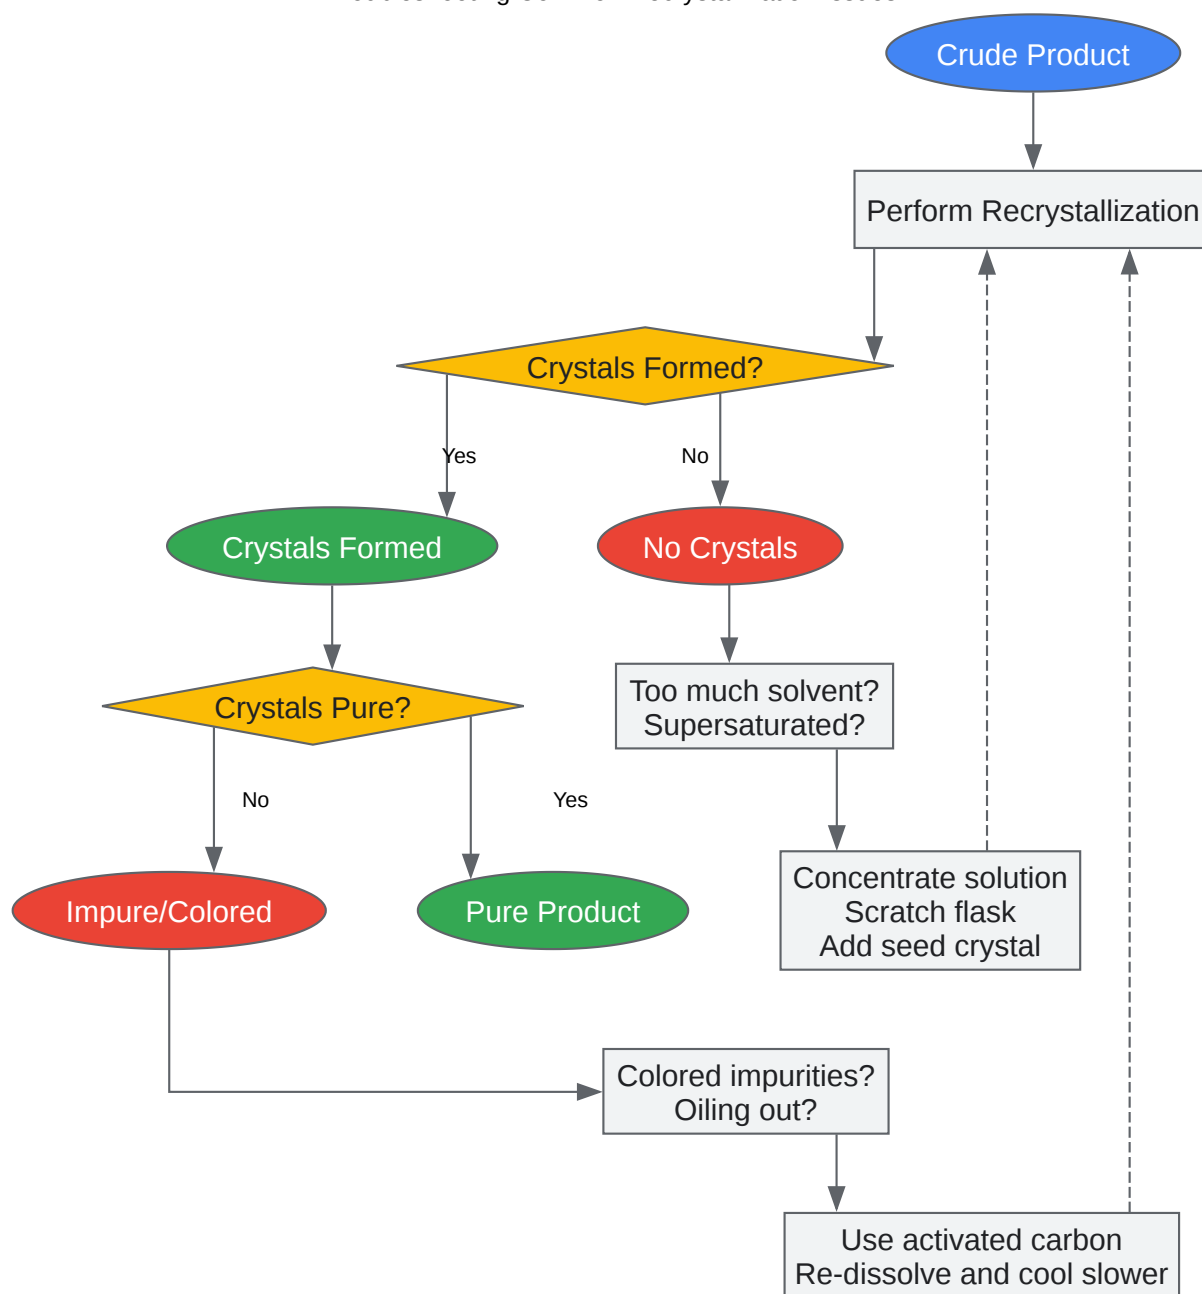 Crude Product
Perform Recrystallization
Crystals Formed?
Yes
No
Crystals Formed
No Crystals
Too much solvent?
Supersaturated?
Crystals Pure?
No
Yes
Impure/Colored
Pure Product
Concentrate solution
Scratch flask
Add seed crystal
Colored impurities?
Oiling out?
Use activated carbon
Re-dissolve and cool slower